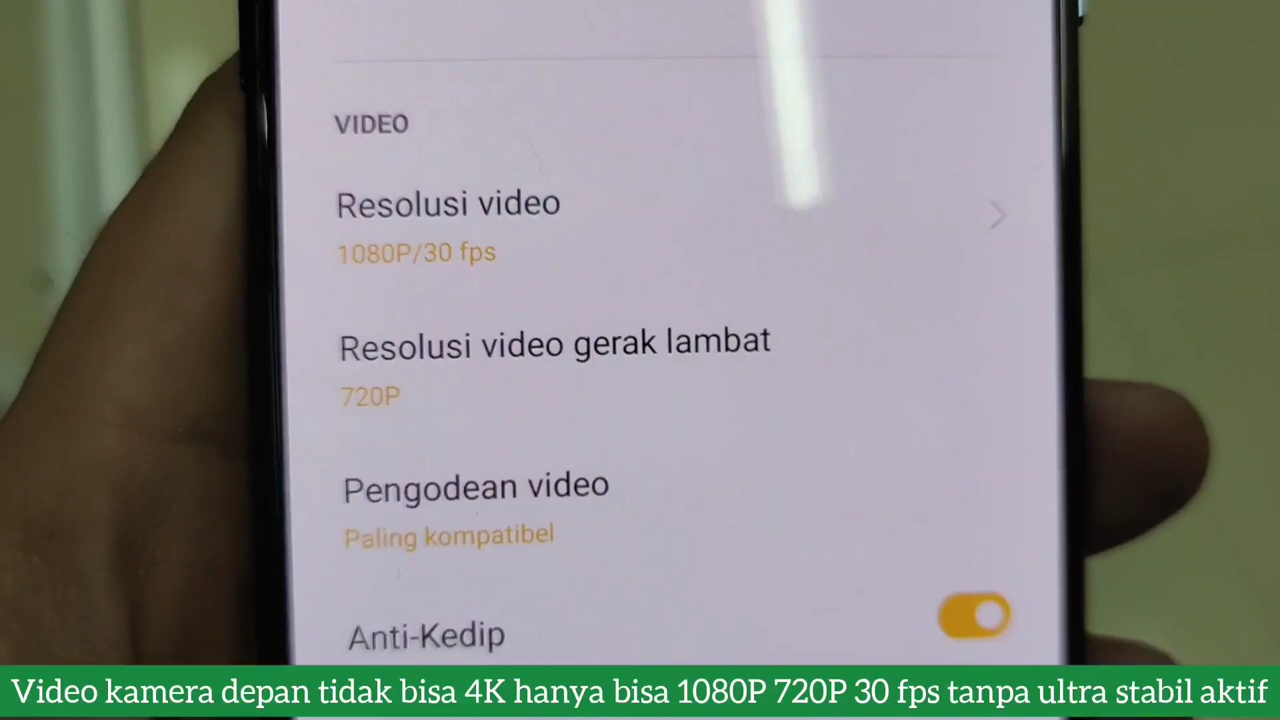 VIDEO
Resolusi video
1080P/30 fps
Resolusi video gerak lambat
720P
Pengodean video
Paling kompatibel
Anti-Kedip
Video kamera depan tidak bisa 4K hanya bisa 1080P 720P 30 fps tanpa ultra stabil aktif